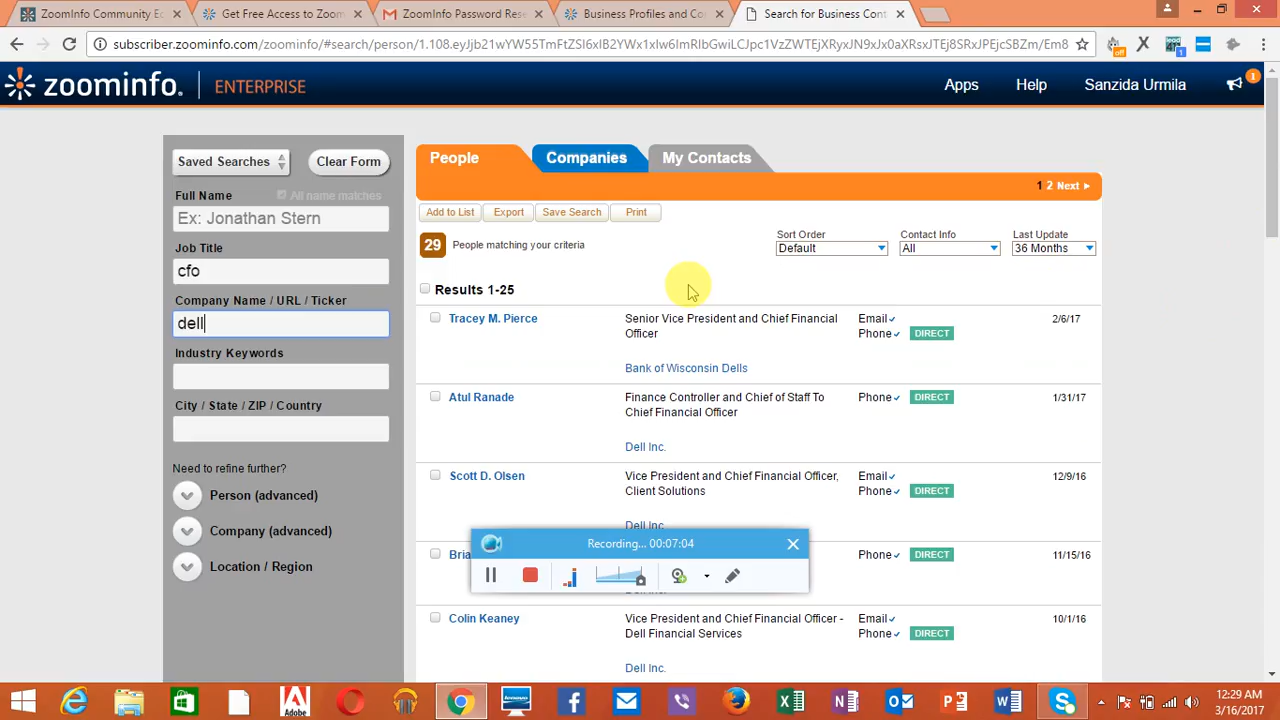 ZoomInfo Community Ec
Get Free Access to Zoom
ZoomInfo Password Res
Business Profiles and Co
Search for Business Cont
subscriber.zoominfo.com/zoominfo/#search/person/1.108.eyJjb21wYW55TmFtZSI6xIB2YWx1xIw6ImRlbGwiLCJpc1VzZWTEjXRyxJN9xJx0aXRsxJTEj8SRxJPEjcSBZm/Em8
off
1
zoominfo. ENTERPRISE
Apps Help Sanzida Urmila 1
Saved Searches Clear Form
Full Name All name matches
Ex: Jonathan Stern
Job Title
cfo
Company Name / URL / Ticker
dell
Industry Keywords
City / State / ZIP / Country
Need to refine further?
Person (advanced)
Company (advanced)
Location / Region
People Companies My Contacts
1 2 Next
Add to List Export Save Search Print
29 People matching your criteria
Sort Order Contact Info Last Update
Default All 36 Months
Results 1-25
Tracey M. Pierce Senior Vice President and Chief Financial Email 2/6/17
Officer Phone DIRECT
Bank of Wisconsin Dells
Atul Ranade Finance Controller and Chief of Staff To Phone DIRECT 1/31/17
Chief Financial Officer
Dell Inc.
Scott D. Olsen Vice President and Chief Financial Officer, Email 12/9/16
Client Solutions Phone DIRECT
Dell Inc.
Bria Phone DIRECT 11/15/16
Recording... 00:07:04
Colin Keaney Vice President and Chief Financial Officer - Email 10/1/16
Dell Financial Services Phone DIRECT
Dell Inc.
Adobe
lenovo
12:29 AM
3/16/2017